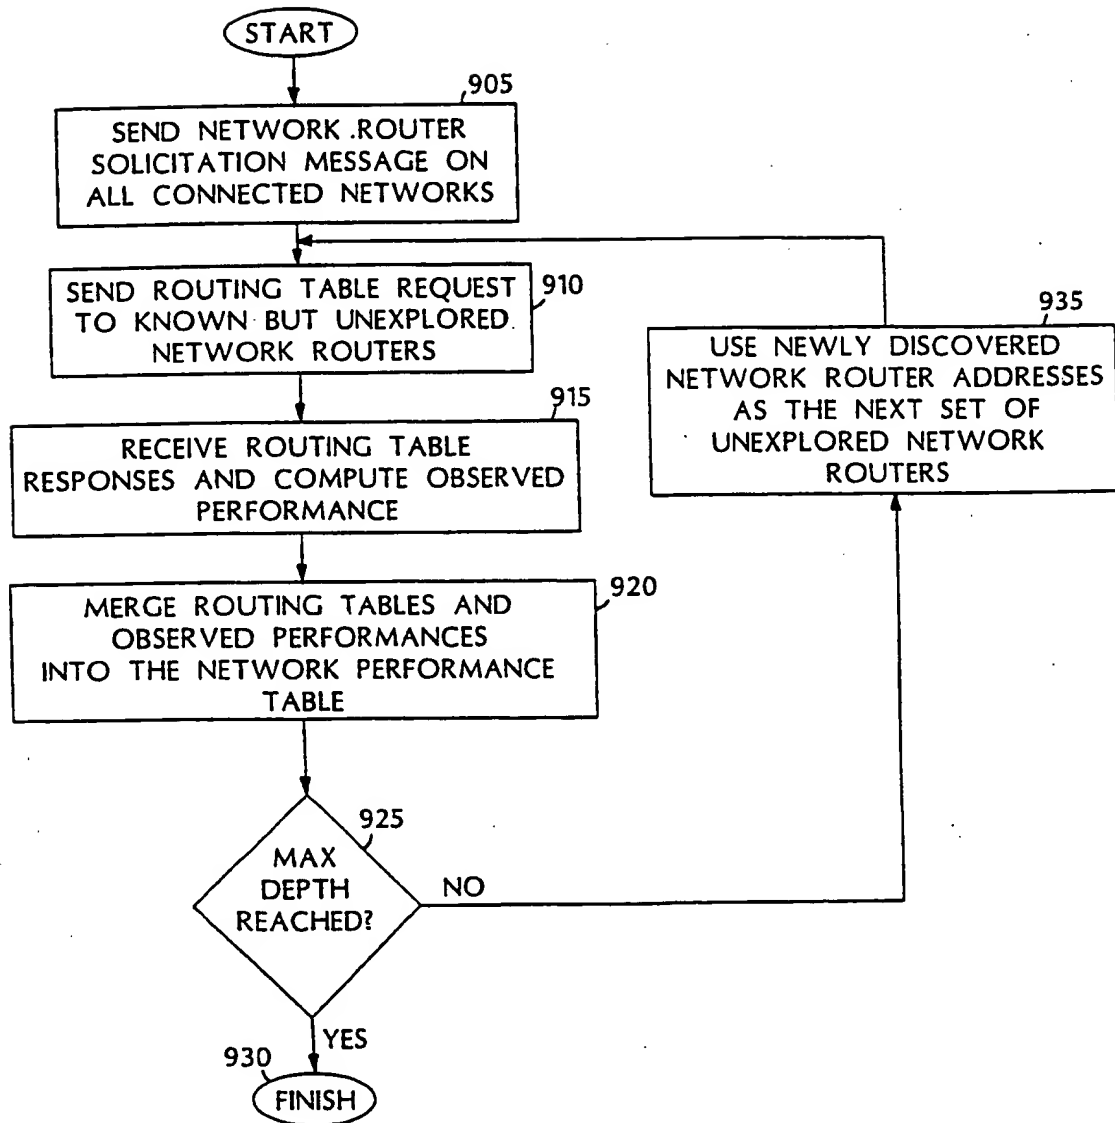 START
905
SEND NETWORK ROUTER
SOLICITATION MESSAGE ON
ALL CONNECTED NETWORKS
SEND ROUTING TABLE REQUEST
TO KNOWN BUT UNEXPLORED
NETWORK ROUTERS
910
935
USE NEWLY DISCOVERED
NETWORK ROUTER ADDRESSES
AS THE NEXT SET OF
UNEXPLORED NETWORK
ROUTERS
915
RECEIVE ROUTING TABLE
RESPONSES AND COMPUTE OBSERVED
PERFORMANCE
920
MERGE ROUTING TABLES AND
OBSERVED PERFORMANCES
INTO THE NETWORK PERFORMANCE
TABLE
925
MAX
DEPTH
REACHED?
NO
YES
930
FINISH